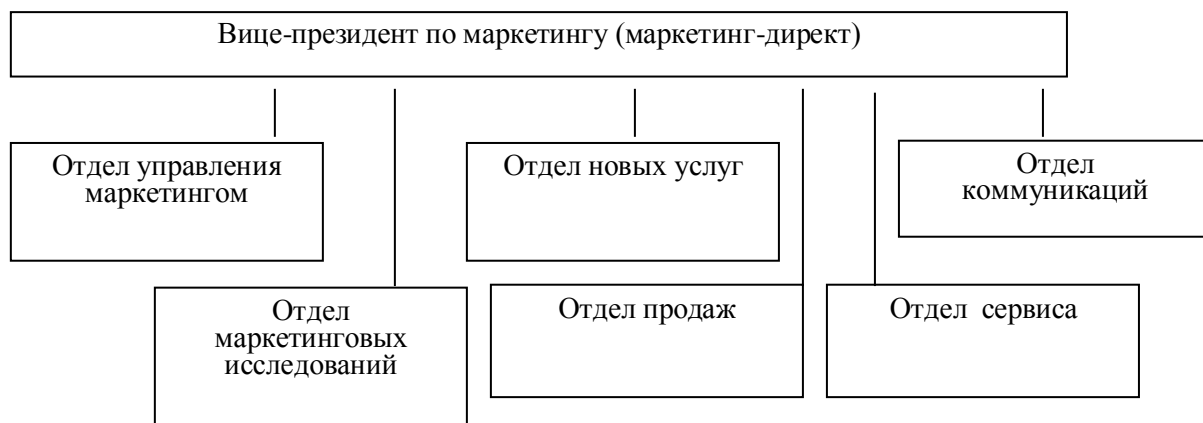 Вице-президент по маркетингу (маркетинг-директ)
Отдел управления
маркетингом
Отдел новых услуг
Отдел
коммуникаций
Отдел
маркетинговых
исследований
Отдел продаж
Отдел сервиса